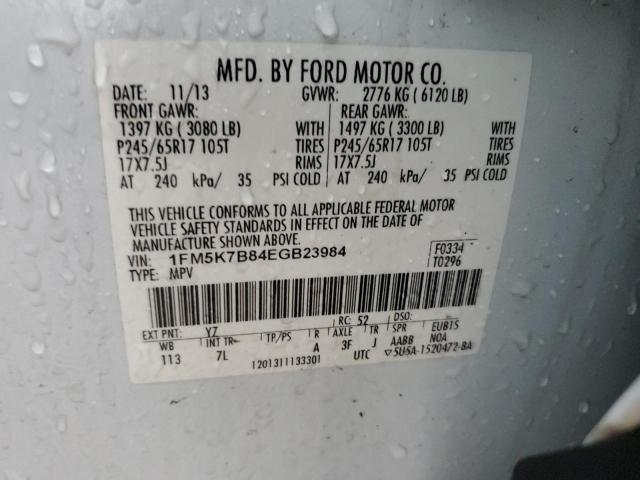 MFD. BY FORD MOTOR CO.
DATE: 11/13 GVWR: 2776 KG ( 6120 LB)
FRONT GAWR: REAR GAWR:
1397 KG ( 3080 LB) WITH 1497 KG ( 3300 LB) WITH
P245/65R17 105T TIRES P245/65R17 105T TIRES
17X7.5J RIMS 17X7.5J RIMS
AT 240 kPa/ 35 PSI COLD AT 240 kPa/ 35 PSI COLD
THIS VEHICLE CONFORMS TO ALL APPLICABLE FEDERAL MOTOR
VEHICLE SAFETY STANDARDS IN EFFECT ON THE DATE OF
MANUFACTURE SHOWN ABOVE.
VIN: 1FM5K7B84EGB23984 F0334
TYPE: MPV T0296
EXT PNT: YZ RC: 52 DSO:
WB INT TR TP/PS R AXLE TR SPR EUB1S
113 7L A 3F J AABB NOA
1201311133301 UTC ▽5U5A-1520472-BA